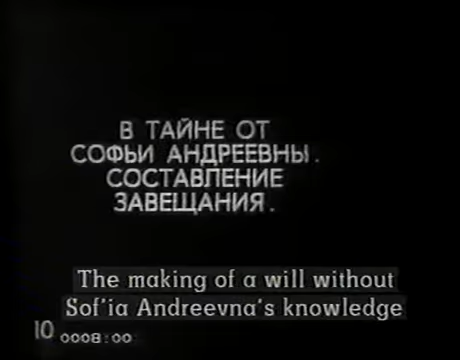 В ТАЙНЕ ОТ
СОФЬИ АНДРЕЕВНЫ.
СОСТАВЛЕНИЕ
ЗАВЕЩАНИЯ.
The making of a will without
Sof'ia Andreevna's knowledge
10 0008:00